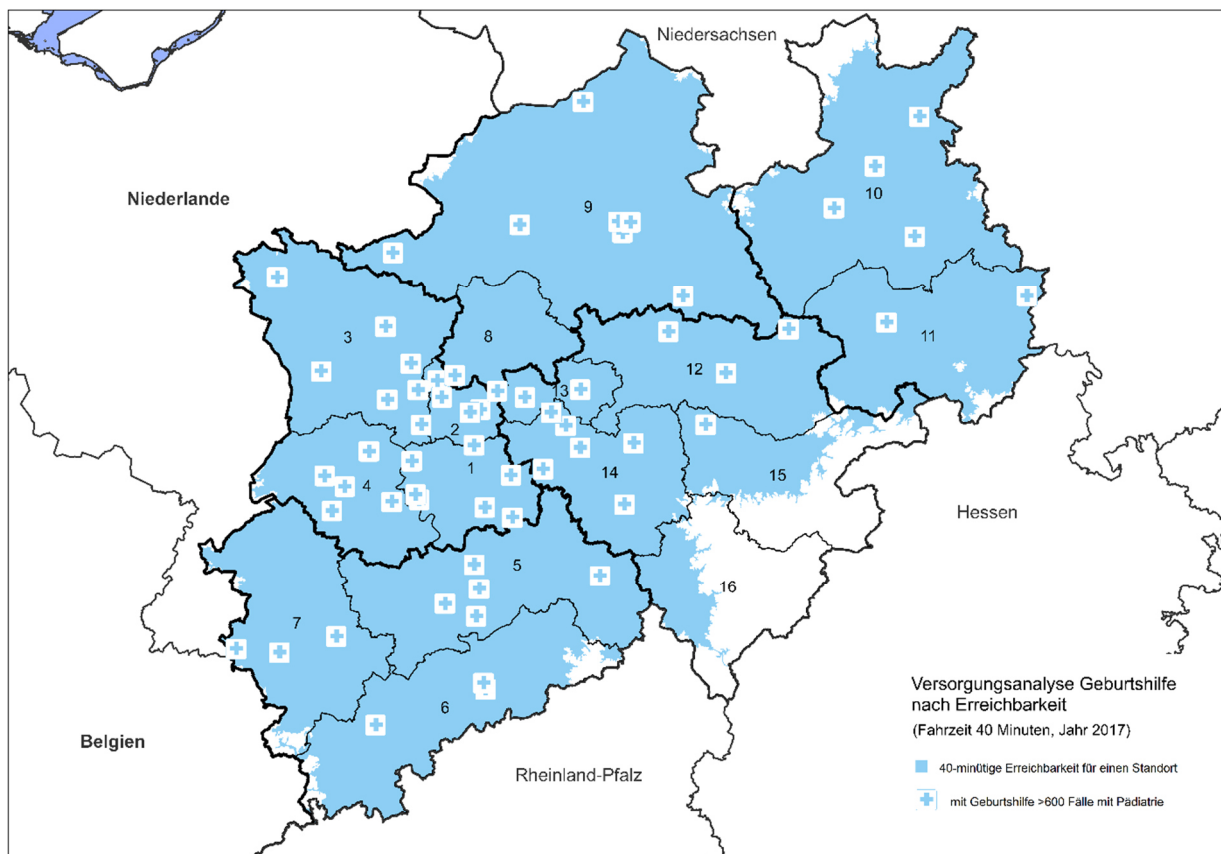 Niedersachsen
Niederlande
10
9
3
8
11
12
13
2
1
14
15
4
Hessen
5
16
7
6
Versorgungsanalyse Geburtshilfe
nach Erreichbarkeit
(Fahrzeit 40 Minuten, Jahr 2017)
Belgien
Rheinland-Pfalz
40-minütige Erreichbarkeit für einen Standort
mit Geburtshilfe >600 Fälle mit Pädiatrie